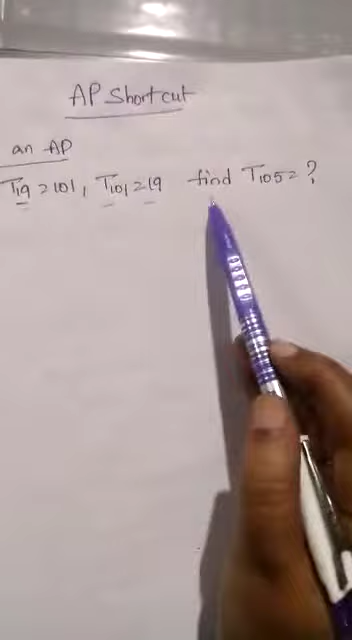 AP Shortcut
an AP
T19 = 101, T101 = 19 find T105 = ?